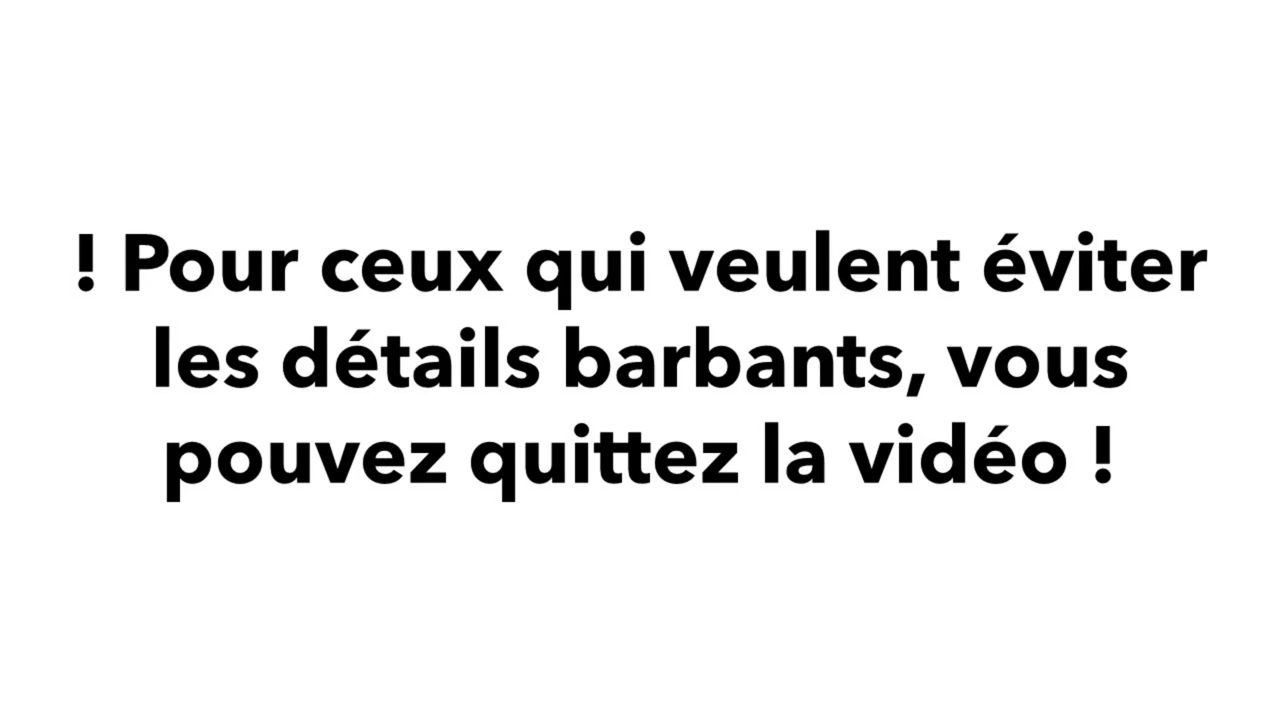 ! Pour ceux qui veulent éviter
les détails barbants, vous
pouvez quittez la vidéo !